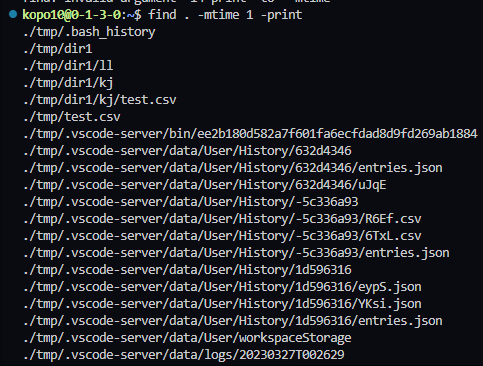 kopo10@0-1-3-0:~$ find . -mtime 1 -print
./tmp/.bash_history
./tmp/dir1
./tmp/dir1/ll
./tmp/dir1/kj
./tmp/dir1/kj/test.csv
./tmp/test.csv
./tmp/.vscode-server/bin/ee2b180d582a7f601fa6ecfdad8d9fd269ab1884
./tmp/.vscode-server/data/User/History/632d4346
./tmp/.vscode-server/data/User/History/632d4346/entries.json
./tmp/.vscode-server/data/User/History/632d4346/uJqE
./tmp/.vscode-server/data/User/History/-5c336a93
./tmp/.vscode-server/data/User/History/-5c336a93/R6Ef.csv
./tmp/.vscode-server/data/User/History/-5c336a93/6TxL.csv
./tmp/.vscode-server/data/User/History/-5c336a93/entries.json
./tmp/.vscode-server/data/User/History/1d596316
./tmp/.vscode-server/data/User/History/1d596316/eypS.json
./tmp/.vscode-server/data/User/History/1d596316/YKsi.json
./tmp/.vscode-server/data/User/History/1d596316/entries.json
./tmp/.vscode-server/data/User/workspaceStorage
./tmp/.vscode-server/data/logs/20230327T002629